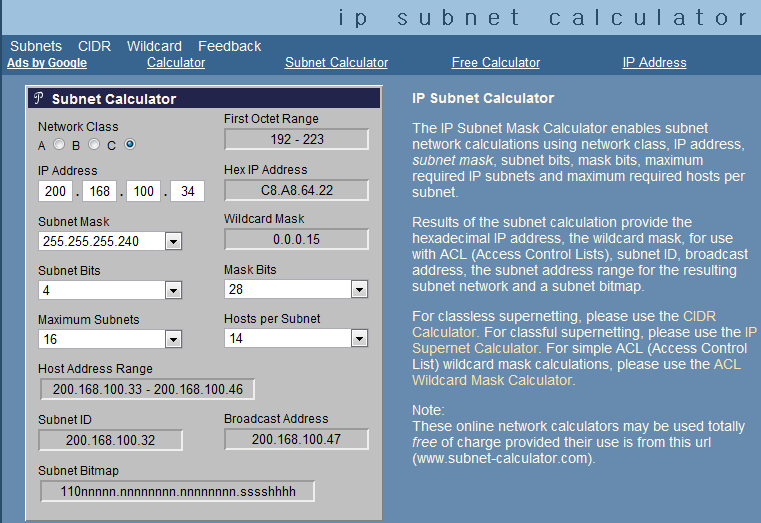 ip subnet calculator
Subnets CIDR Wildcard Feedback
Ads by Google Calculator Subnet Calculator Free Calculator IP Address
Subnet Calculator
Network Class
A B C
First Octet Range
192 - 223
IP Address
200 . 168 . 100 . 34
Hex IP Address
C8.A8.64.22
Subnet Mask
255.255.255.240
Wildcard Mask
0.0.0.15
Subnet Bits
4
Mask Bits
28
Maximum Subnets
16
Hosts per Subnet
14
Host Address Range
200.168.100.33 - 200.168.100.46
Subnet ID
200.168.100.32
Broadcast Address
200.168.100.47
Subnet Bitmap
110nnnnn.nnnnnnnn.nnnnnnnn.sssshhhh
IP Subnet Calculator
The IP Subnet Mask Calculator enables subnet
network calculations using network class, IP address,
subnet mask, subnet bits, mask bits, maximum
required IP subnets and maximum required hosts per
subnet.
Results of the subnet calculation provide the
hexadecimal IP address, the wildcard mask, for use
with ACL (Access Control Lists), subnet ID, broadcast
address, the subnet address range for the resulting
subnet network and a subnet bitmap.
For classless supernetting, please use the CIDR
Calculator. For classful supernetting, please use the IP
Supernet Calculator. For simple ACL (Access Control
List) wildcard mask calculations, please use the ACL
Wildcard Mask Calculator.
Note:
These online network calculators may be used totally
free of charge provided their use is from this url
(www.subnet-calculator.com).